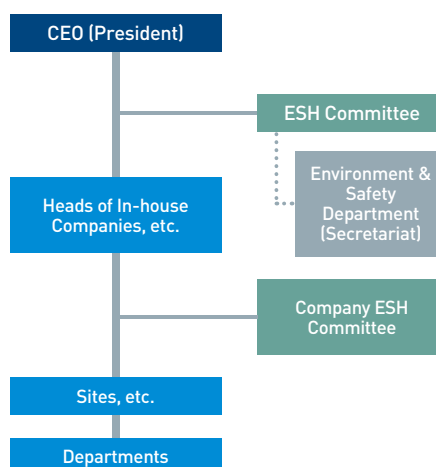 CEO (President)
ESH Committee
Environment &
Safety
Department
(Secretariat)
Heads of In-house
Companies, etc.
Company ESH
Committee
Sites, etc.
Departments